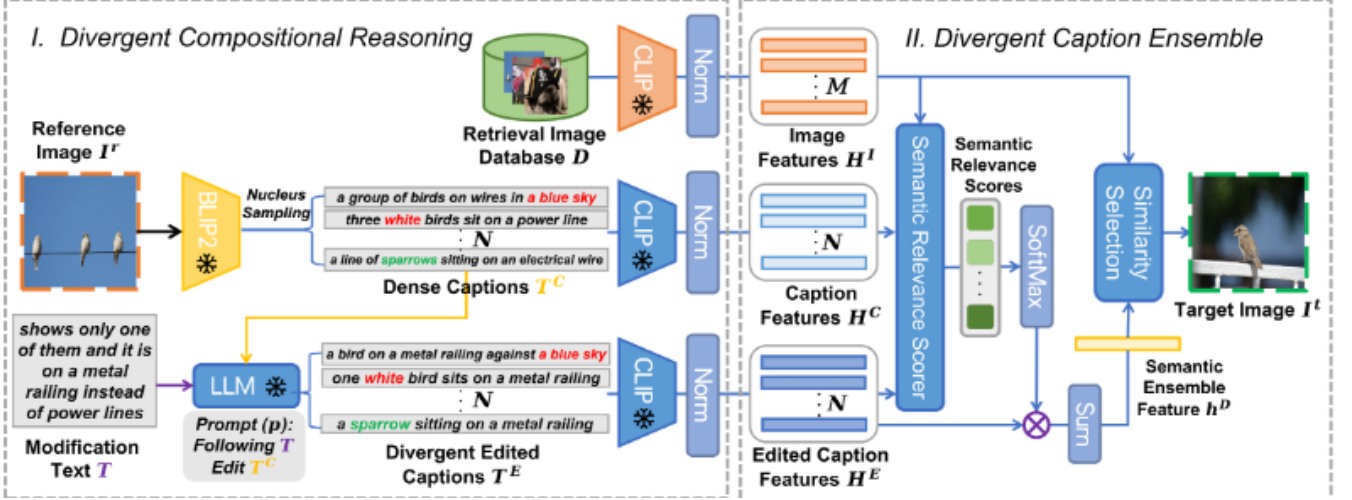 I. Divergent Compositional Reasoning
Reference
Image I^r
BLIP2
Nucleus
Sampling
Retrieval Image
Database D
CLIP
Norm
a group of birds on wires in a blue sky
three white birds sit on a power line
N
a line of sparrows sitting on an electrical wire
Dense Captions T^C
CLIP
Norm
shows only one
of them and it is
on a metal
railing instead
of power lines
Modification
Text T
LLM
Prompt (p):
Following T
Edit T^C
a bird on a metal railing against a blue sky
one white bird sits on a metal railing
N
a sparrow sitting on a metal railing
Divergent Edited
Captions T^E
CLIP
Norm
II. Divergent Caption Ensemble
M
Image
Features H^I
N
Caption
Features H^C
N
Edited Caption
Features H^E
Semantic Relevance Scorer
Semantic
Relevance
Scores
SoftMax
Sum
Semantic
Ensemble
Feature h^D
Similarity
Selection
Target Image I^t